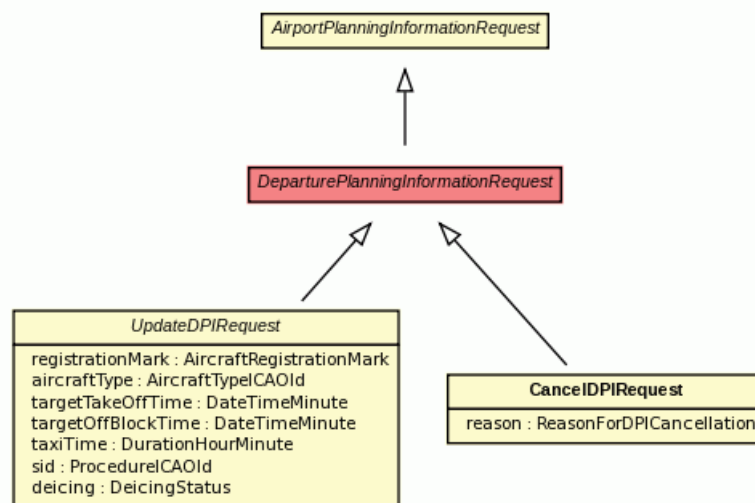 AirportPlanningInformationRequest
DeparturePlanningInformationRequest
UpdateDPIRequest
registrationMark : AircraftRegistrationMark
aircraftType : AircraftTypeICAOId
targetTakeOffTime : DateTimeMinute
targetOffBlockTime : DateTimeMinute
taxiTime : DurationHourMinute
sid : ProcedureICAOId
deicing : DeicingStatus
CancelDPIRequest
reason : ReasonForDPICancellation